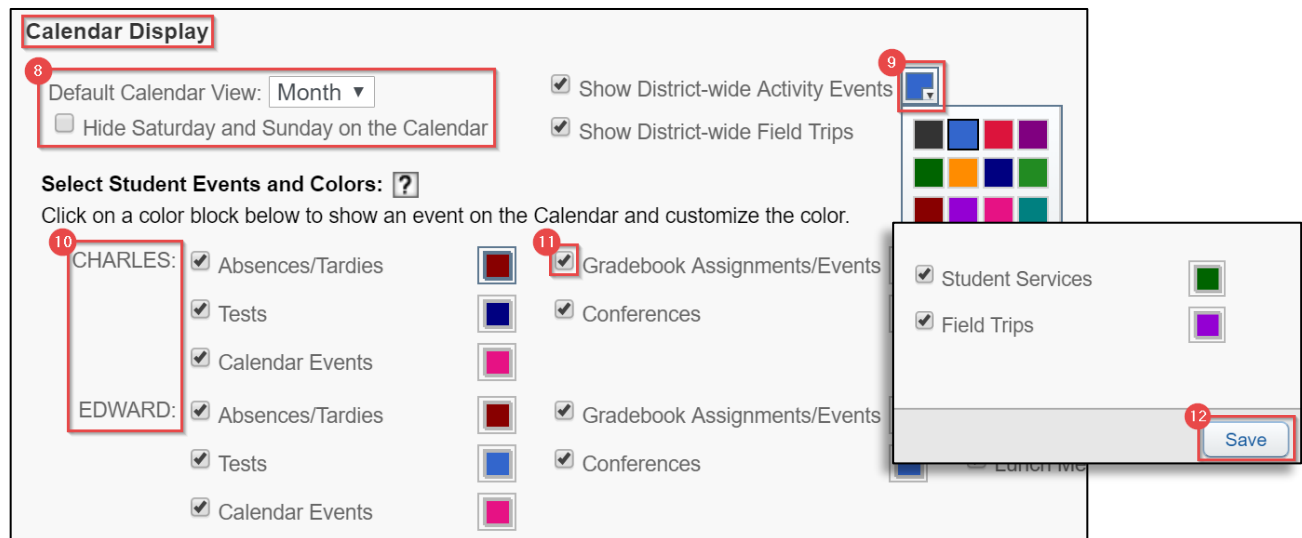 Calendar Display
8
9
Default Calendar View: Month
Show District-wide Activity Events
Hide Saturday and Sunday on the Calendar
Show District-wide Field Trips
Select Student Events and Colors: ?
Click on a color block below to show an event on the Calendar and customize the color.
10
11
CHARLES: Absences/Tardies
Gradebook Assignments/Events
Student Services
Tests
Conferences
Field Trips
Calendar Events
EDWARD: Absences/Tardies
Gradebook Assignments/Events
12
Save
Tests
Conferences
Lunch Me
Calendar Events